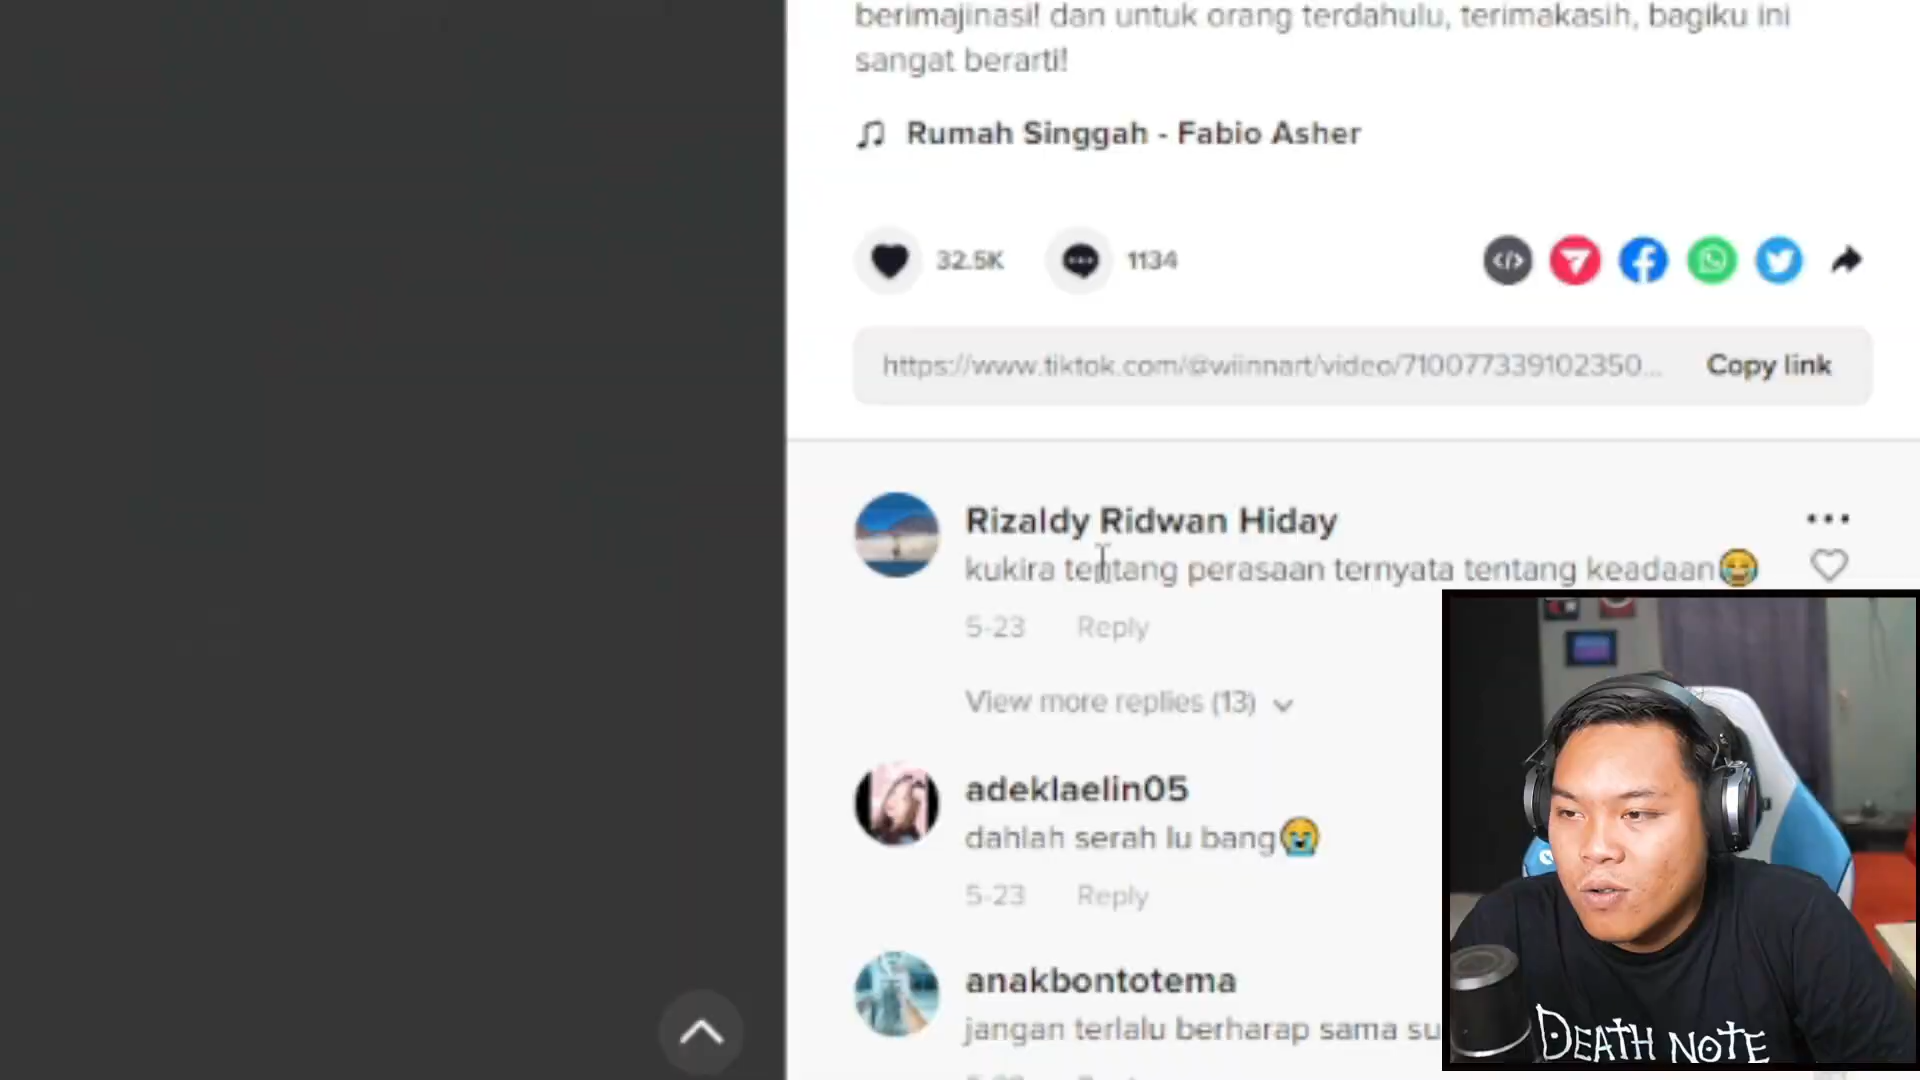 berimajinasi! dan untuk orang terdahulu, terimakasih, bagiku ini
sangat berarti!
Rumah Singgah - Fabio Asher
32.5K 1134
https://www.tiktok.com/@wiinnart/video/710077339102350... Copy link
Rizaldy Ridwan Hiday
kukira tentang perasaan ternyata tentang keadaan😂
5-23 Reply
View more replies (13)
adeklaelin05
dahlah serah lu bang😭
5-23 Reply
anakbontotema
jangan terlalu berharap sama su
DEATH NOTE